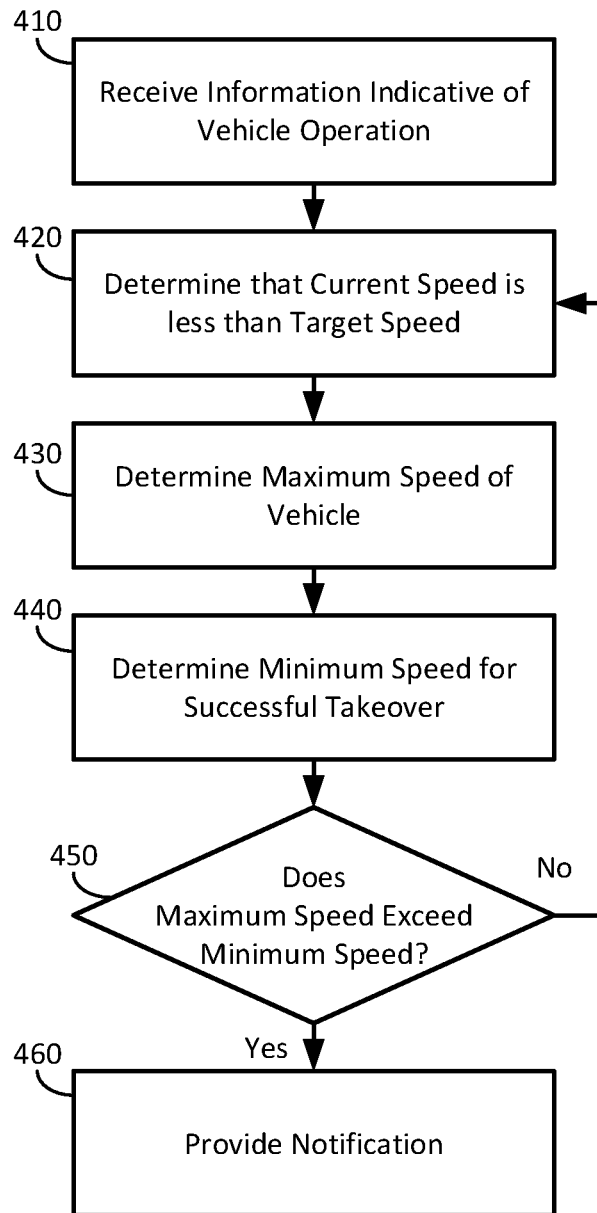 410
Receive Information Indicative of
Vehicle Operation
420
Determine that Current Speed is
less than Target Speed
430
Determine Maximum Speed of
Vehicle
440
Determine Minimum Speed for
Successful Takeover
450
Does
Maximum Speed Exceed
Minimum Speed?
No
Yes
460
Provide Notification